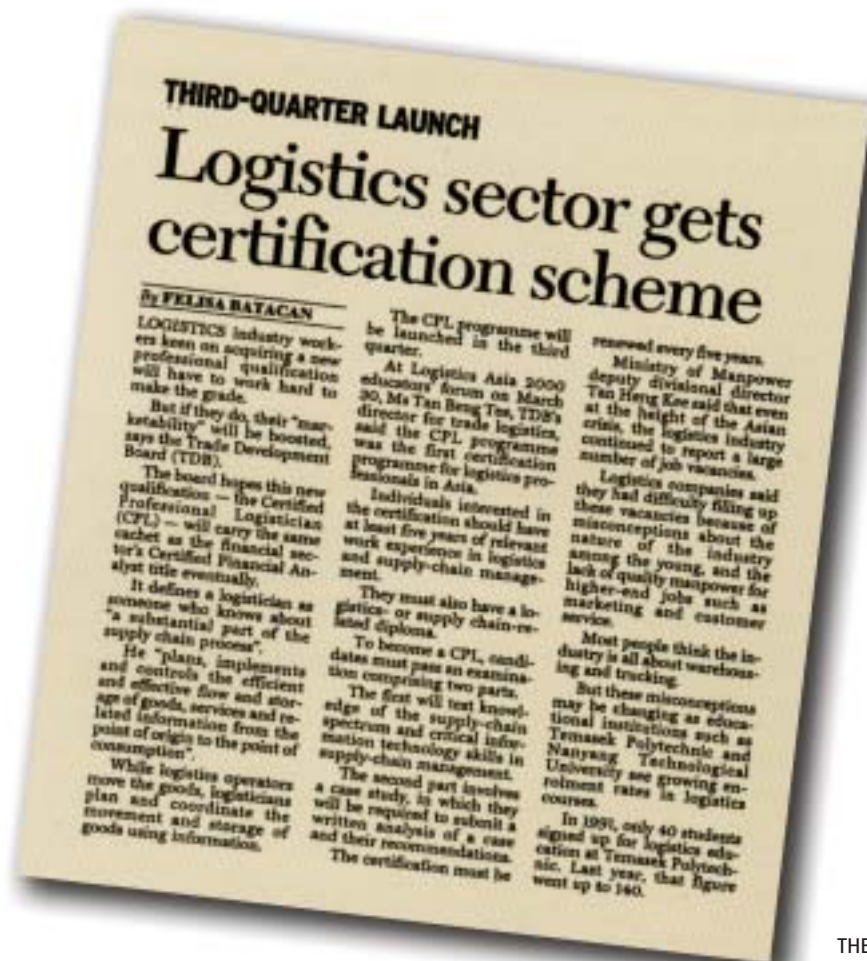 THIRD-QUARTER LAUNCH
Logistics sector gets
certification scheme
By FELISA BATACAN
LOGISTICS industry work-
ers keen on acquiring a new
professional qualification
will have to work hard to
make the grade.
But if they do, their "mar-
ketability" will be boosted,
says the Trade Development
Board (TDB).
The board hopes this new
qualification — the Certified
Professional Logistician
(CPL) — will carry the same
cachet as the financial sec-
tor's Certified Financial An-
alyst title eventually.
It defines a logistician as
someone who knows about
"a substantial part of the
supply chain process".
He "plans, implements
and controls the efficient
and effective flow and stor-
age of goods, services and re-
lated information from the
point of origin to the point of
consumption".
While logistics operators
move the goods, logisticians
plan and coordinate the
movement and storage of
goods using information.
The CPL programme will
be launched in the third
quarter.
At Logistics Asia 2000
educators' forum on March
30, Ms Tan Beng Tee, TDB's
director for trade logistics,
said the CPL programme
was the first certification
programme for logistics pro-
fessionals in Asia.
Individuals interested in
the certification should have
at least five years of relevant
work experience in logistics
and supply-chain manage-
ment.
They must also have a lo-
gistics- or supply chain-re-
lated diploma.
To become a CPL, candi-
dates must pass an examina-
tion comprising two parts.
The first will test knowl-
edge of the supply-chain
spectrum and critical infor-
mation technology skills in
supply-chain management.
The second part involves
a case study, in which they
will be required to submit a
written analysis of a case
and their recommendations.
The certification must be
renewed every five years.
Ministry of Manpower
deputy divisional director
Tan Heng Kee said that even
at the height of the Asian
crisis, the logistics industry
continued to report a large
number of job vacancies.
Logistics companies said
they had difficulty filling up
these vacancies because of
misconceptions about the
nature of the industry
among the young, and the
lack of quality manpower for
higher-end jobs such as
marketing and customer
service.
Most people think the in-
dustry is all about warehous-
ing and trucking.
But these misconceptions
may be changing as educa-
tional institutions such as
Temasek Polytechnic and
Nanyang Technological
University see growing en-
rolment rates in logistics
courses.
In 1991, only 40 students
signed up for logistics edu-
cation at Temasek Polytech-
nic. Last year, that figure
went up to 140.
THE